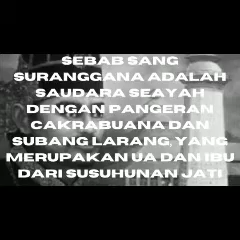 SEBAB SANG
SURANGGANA ADALAH
SAUDARA SEAYAH
DENGAN PANGERAN
CAKRABUANA DAN
SUBANG LARANG, YANG
MERUPAKAN UA DAN IBU
DARI SUSUHUNAN JATI